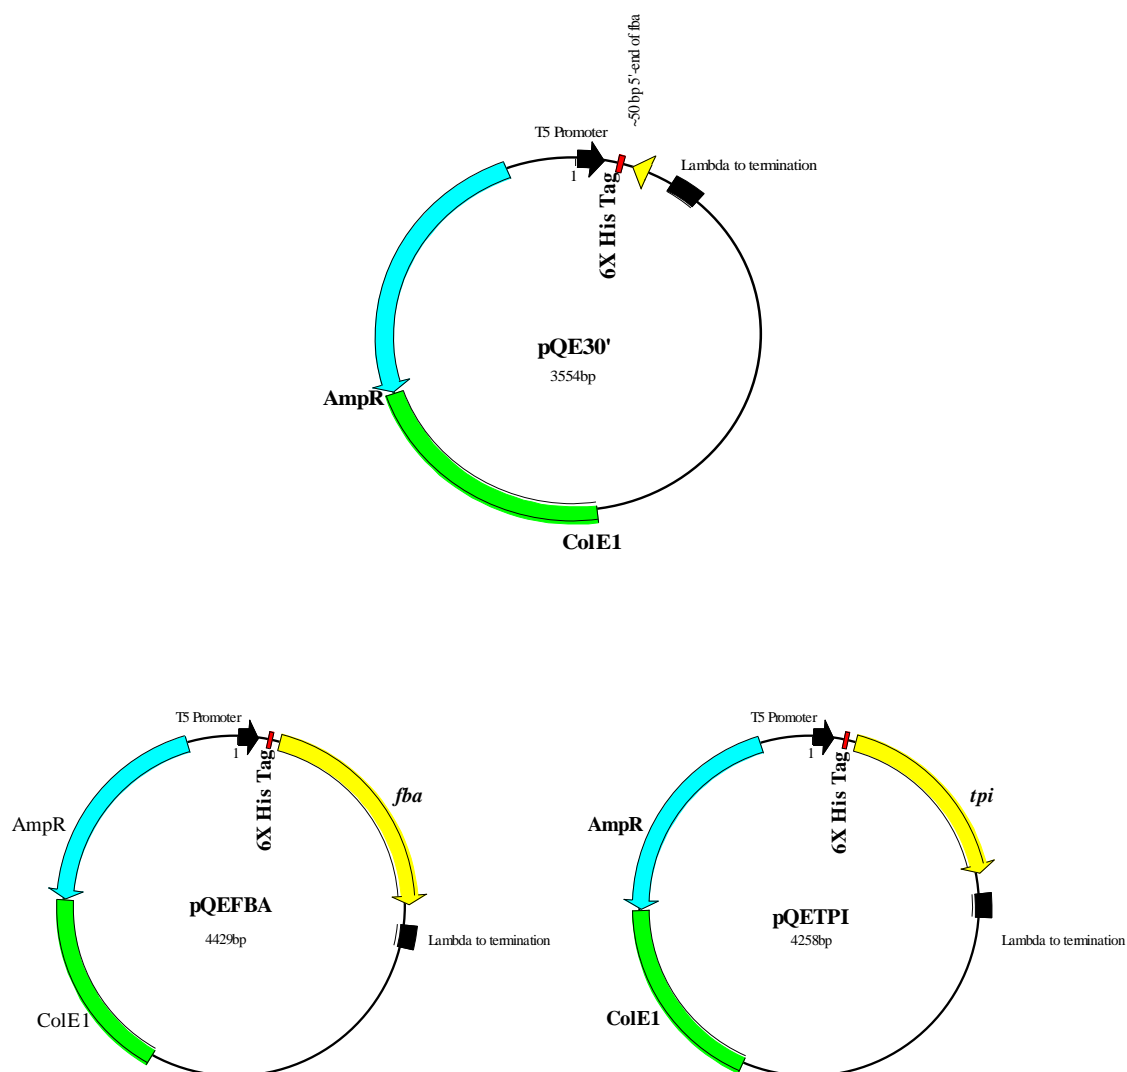 ~50 bp 5'-end of fba
T5 Promoter
Lambda to termination
1
6X His Tag
pQE30'
3554bp
AmpR
ColE1
T5 Promoter
1
6X His Tag
fba
AmpR
pQEFBA
4429bp
Lambda to termination
ColE1
T5 Promoter
1
6X His Tag
tpi
AmpR
pQETPI
4258bp
Lambda to termination
ColE1